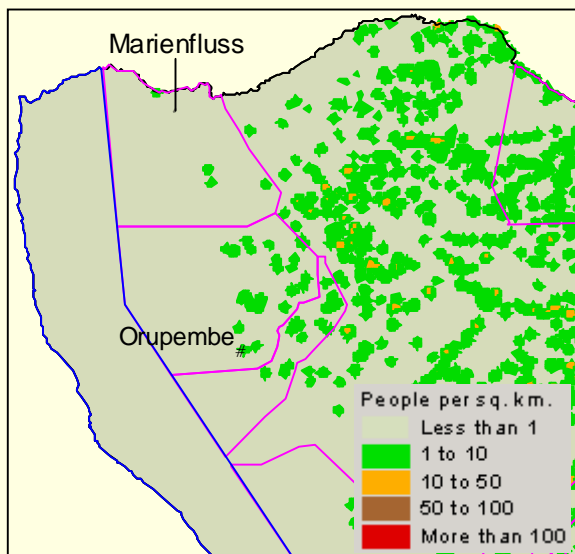 Marienfluss
Orupembe
#
People per sq. km.
Less than 1
1 to 10
10 to 50
50 to 100
More than 100